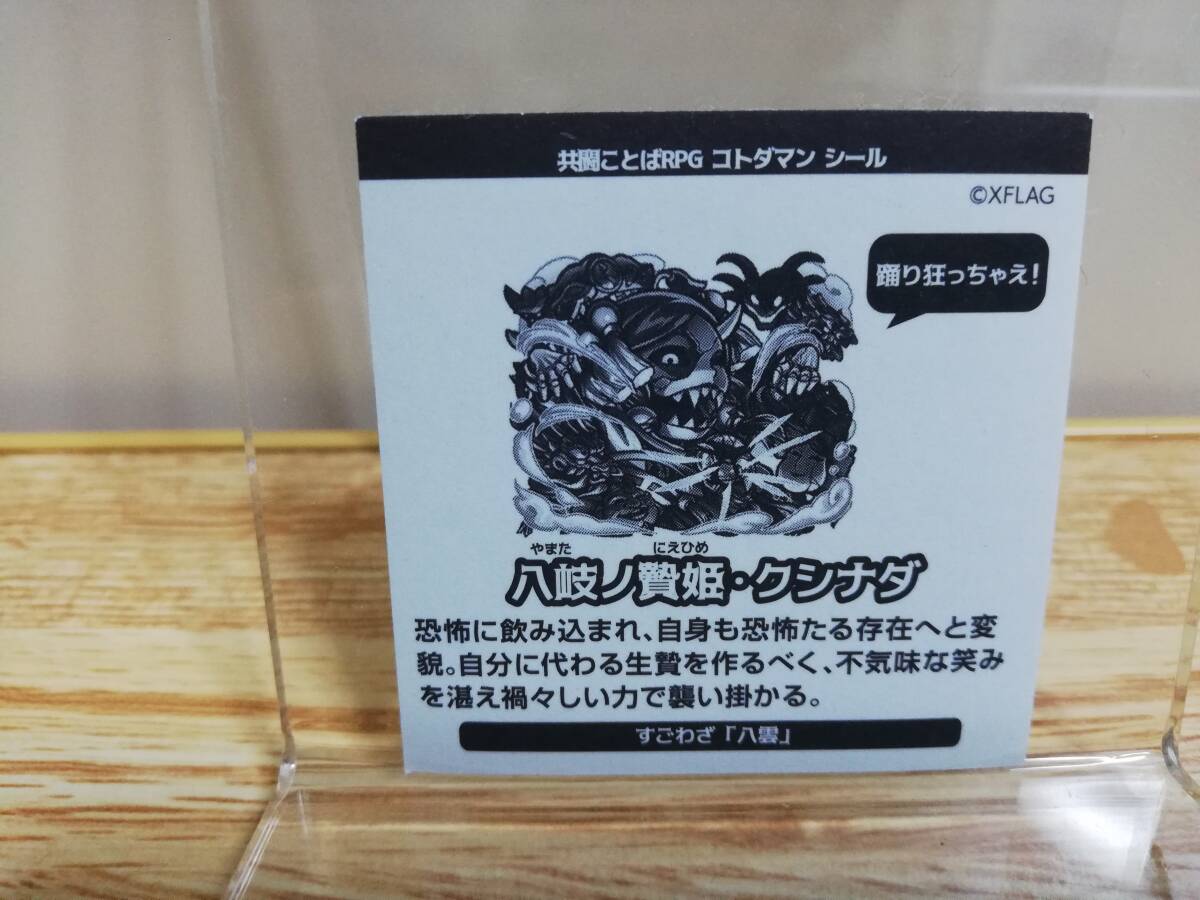 共闘ことばRPG コトダマン シール
©XFLAG
踊り狂っちゃえ!
やまた にえひめ
八岐ノ贄姫・クシナダ
恐怖に飲み込まれ、自身も恐怖たる存在へと変
貌。自分に代わる生贄を作るべく、不気味な笑み
を湛え禍々しい力で襲い掛かる。
すごわざ「八雲」